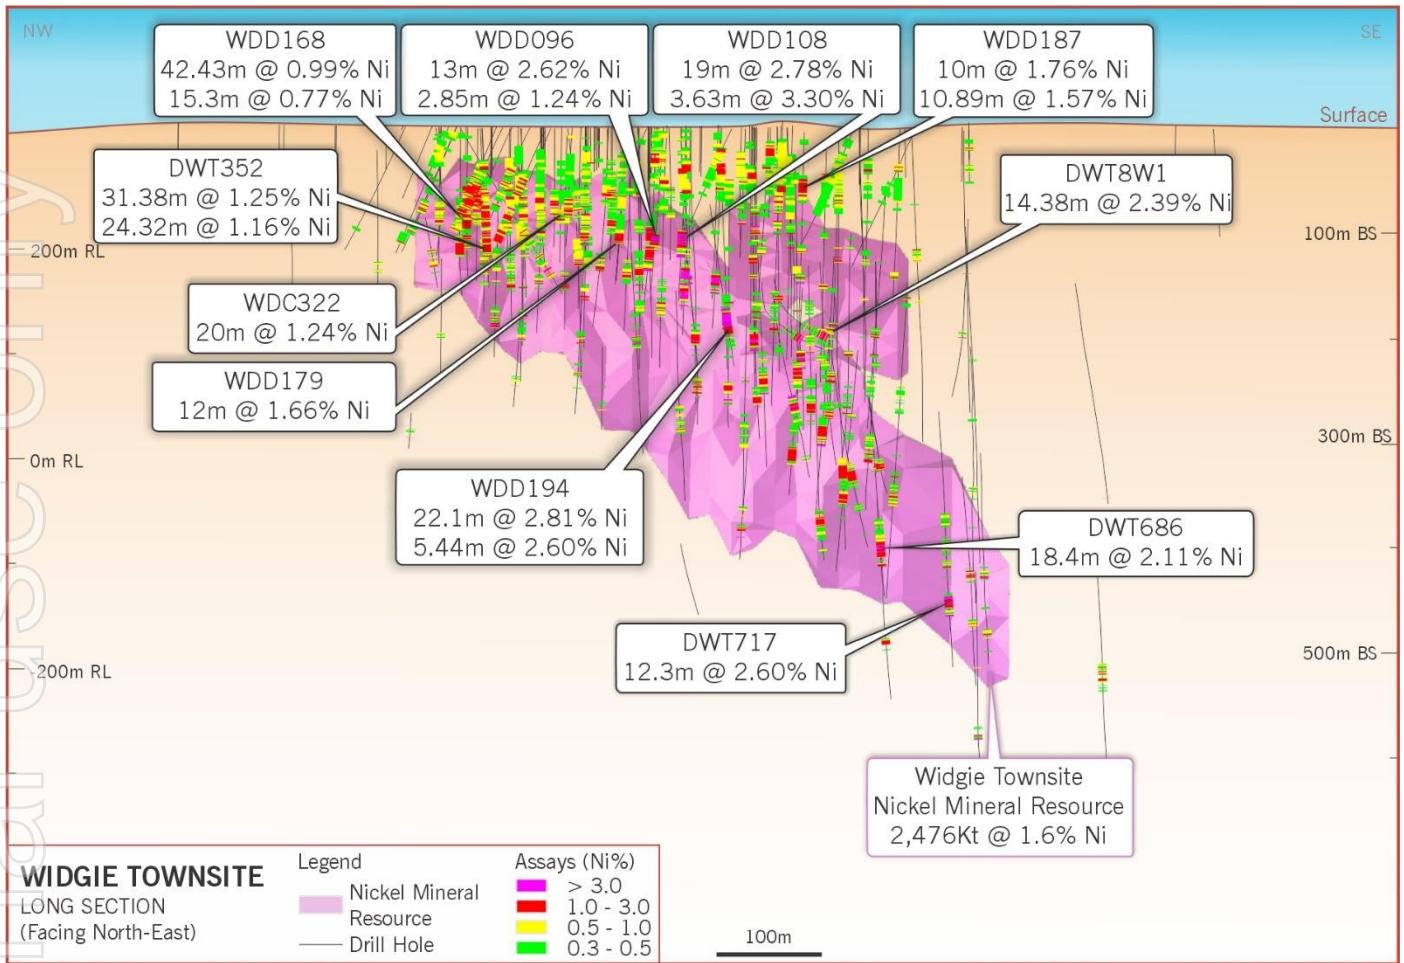 NW
SE
WDD168
42.43m @ 0.99% Ni
15.3m @ 0.77% Ni
WDD096
13m @ 2.62% Ni
2.85m @ 1.24% Ni
WDD108
19m @ 2.78% Ni
3.63m @ 3.30% Ni
WDD187
10m @ 1.76% Ni
10.89m @ 1.57% Ni
Surface
DWT352
31.38m @ 1.25% Ni
24.32m @ 1.16% Ni
DWT8W1
14.38m @ 2.39% Ni
200m RL
100m BS
WDC322
20m @ 1.24% Ni
WDD179
12m @ 1.66% Ni
0m RL
300m BS
WDD194
22.1m @ 2.81% Ni
5.44m @ 2.60% Ni
DWT686
18.4m @ 2.11% Ni
DWT717
12.3m @ 2.60% Ni
-200m RL
500m BS
Widgie Townsite
Nickel Mineral Resource
2,476Kt @ 1.6% Ni
WIDGIE TOWNSITE
LONG SECTION
(Facing North-East)
Legend
Nickel Mineral
Resource
Drill Hole
Assays (Ni%)
> 3.0
1.0 - 3.0
0.5 - 1.0
0.3 - 0.5
100m
use only